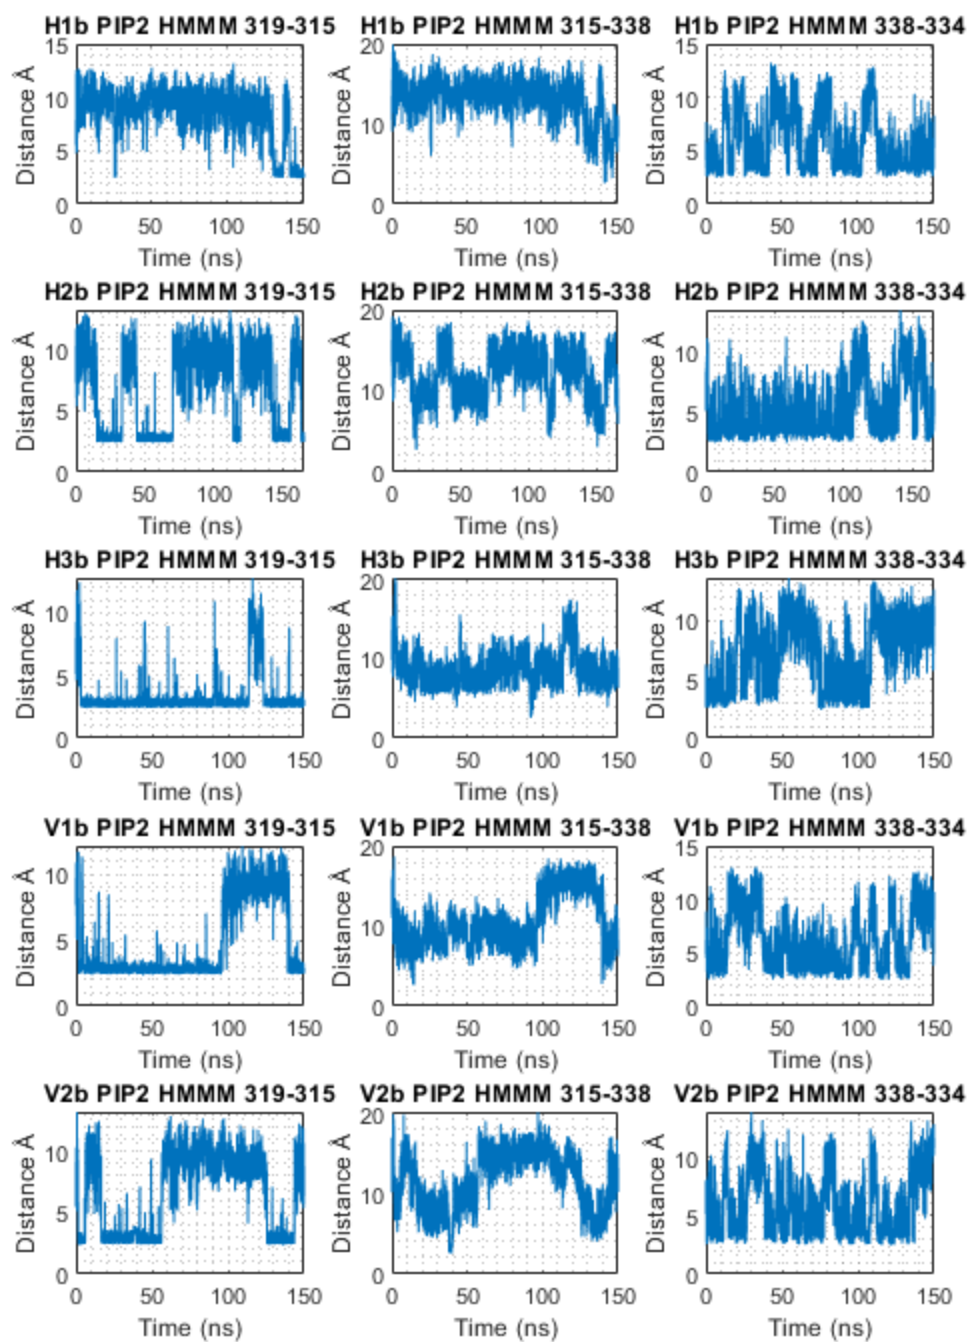 H1b PIP2 HMMM 319-315 H1b PIP2 HMMM 315-338 H1b PIP2 HMMM 338-334
15 20 15
Distance Å Distance Å Distance Å
10 10 10
5 5
0 0 0
0 50 100 150 0 50 100 150 0 50 100 150
Time (ns) Time (ns) Time (ns)
H2b PIP2 HMMM 319-315 H2b PIP2 HMMM 315-338 H2b PIP2 HMMM 338-334
20
Distance Å Distance Å Distance Å
10 10 10
5 5
0 0 0
0 50 100 150 0 50 100 150 0 50 100 150
Time (ns) Time (ns) Time (ns)
H3b PIP2 HMMM 319-315 H3b PIP2 HMMM 315-338 H3b PIP2 HMMM 338-334
20
Distance Å Distance Å Distance Å
10 10 10
5 5
0 0 0
0 50 100 150 0 50 100 150 0 50 100 150
Time (ns) Time (ns) Time (ns)
V1b PIP2 HMMM 319-315 V1b PIP2 HMMM 315-338 V1b PIP2 HMMM 338-334
20 15
Distance Å Distance Å Distance Å
10 10 10
5 5
0 0 0
0 50 100 150 0 50 100 150 0 50 100 150
Time (ns) Time (ns) Time (ns)
V2b PIP2 HMMM 319-315 V2b PIP2 HMMM 315-338 V2b PIP2 HMMM 338-334
20
Distance Å Distance Å Distance Å
10 10 10
5 5
0 0 0
0 50 100 150 0 50 100 150 0 50 100 150
Time (ns) Time (ns) Time (ns)